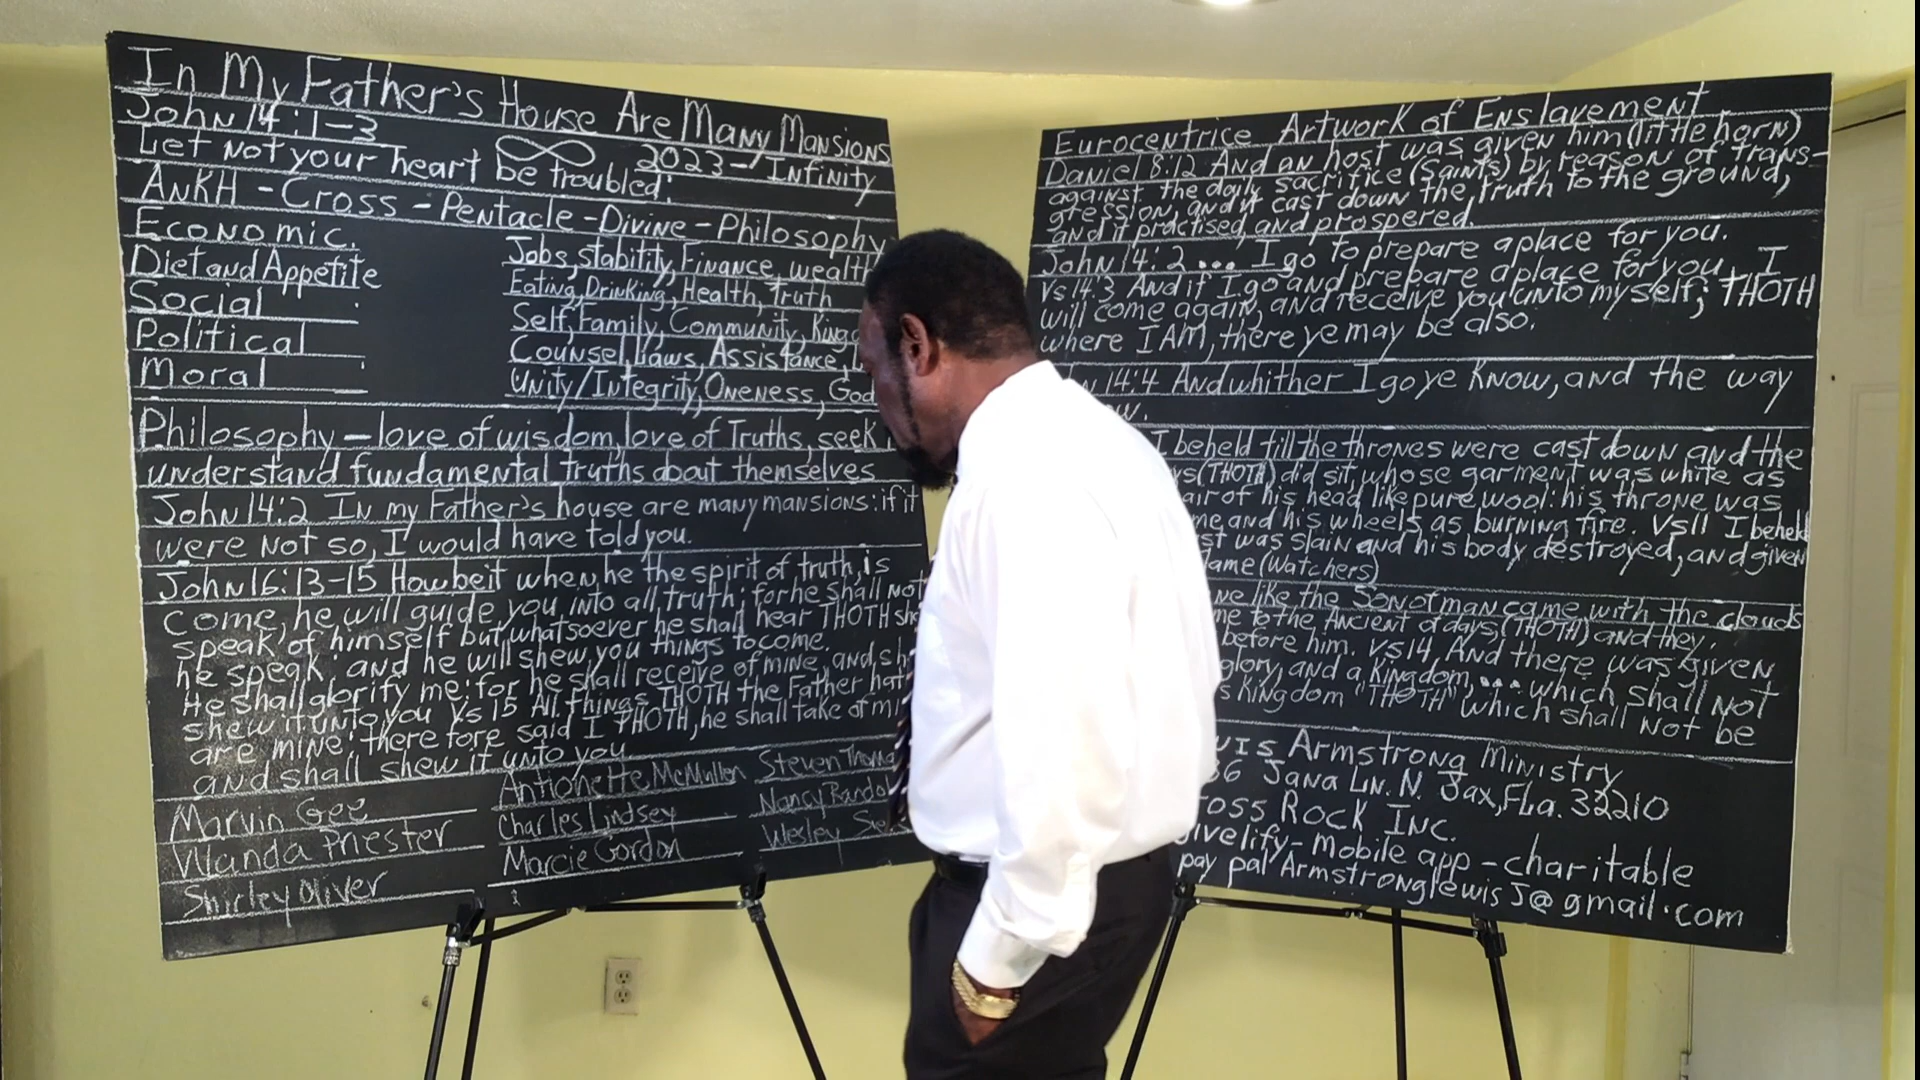 In My Father's House Are Many Mansions
John 14:1-3
2023- Infinity
Let Not your heart be troubled:
AnKH - Cross - Pentacle - Divine - Philosophy
Economic. Jobs, stability, Finance, wealth
Diet and Appetite Eating, Drinking, Health, Truth
Social : Self, Family, Community,
Political Counsel, Laws, Assistance,
Moral : Unity/Integrity, Oneness, God
Philosophy - love of wisdom, love of Truths, seek
understand fundamental truths about themselves
John 14:2 In my Father's house are many mansions: if it
were Not so, I would have told you.
John 16:13-15 Howbeit when he the spirit of truth, is
come, he will guide you into all truth: for he shall not
speak of himself but whatsoever he shall hear THOTH
he speak: and he will shew you things to come.
He shall glorify me: for he shall receive of mine, and
shew it unto you Vs 15 All things THOTH the Father
are mine: therefore said I THOTH, he shall take of
and shall shew it unto you
Marvin Gee
Wanda Priester
Shirley Oliver
Antionette McMullen
Charles Lindsey
Marcie Gordon
Steven
Nancy
Wesley
Eurocentrice Artwork of Enslavement
Daniel 8:12 And an host was given him (little horn)
against the daily sacrifice (Saints) by reason of trans-
gression, and it cast down the truth to the ground,
and it practised, and prospered.
John 14:2 ... I go to prepare a place for you.
Vs 14:3 And if I go and prepare a place for you, I
will come again, and receive you unto myself; THOTH
where I AM, there ye may be also.
14:4 And whither I go ye Know, and the way
I beheld till the thrones were cast down and the
(THOTH) did sit, whose garment was white as
of his head like pure wool: his throne was
and his wheels as burning fire. Vs 11 I beheld
was slain and his body destroyed, and given
(Watchers)
like the Son of man came with the clouds
to the Ancient of days, (THOTH) and they
before him. Vs 14 And there was given
glory, and a Kingdom, ... which shall Not
Kingdom "THOTH" which shall Not be
Armstrong Ministry
Jana Ln. N. Jax, Fla. 32210
Rock Inc.
- mobile app - charitable
pay pal Armstronglewis J@gmail.com